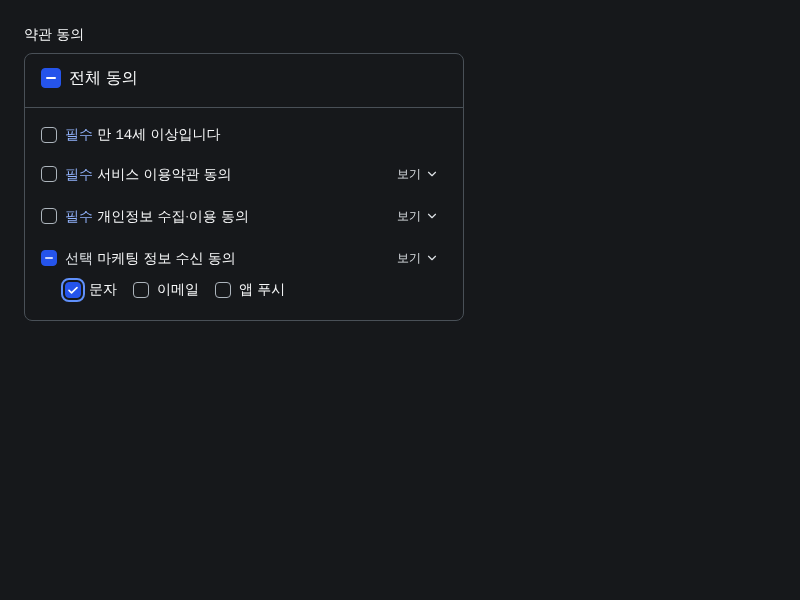 약관 동의
전체 동의
필수 만 14세 이상입니다
필수 서비스 이용약관 동의 보기
필수 개인정보 수집·이용 동의 보기
선택 마케팅 정보 수신 동의 보기
문자 이메일 앱 푸시